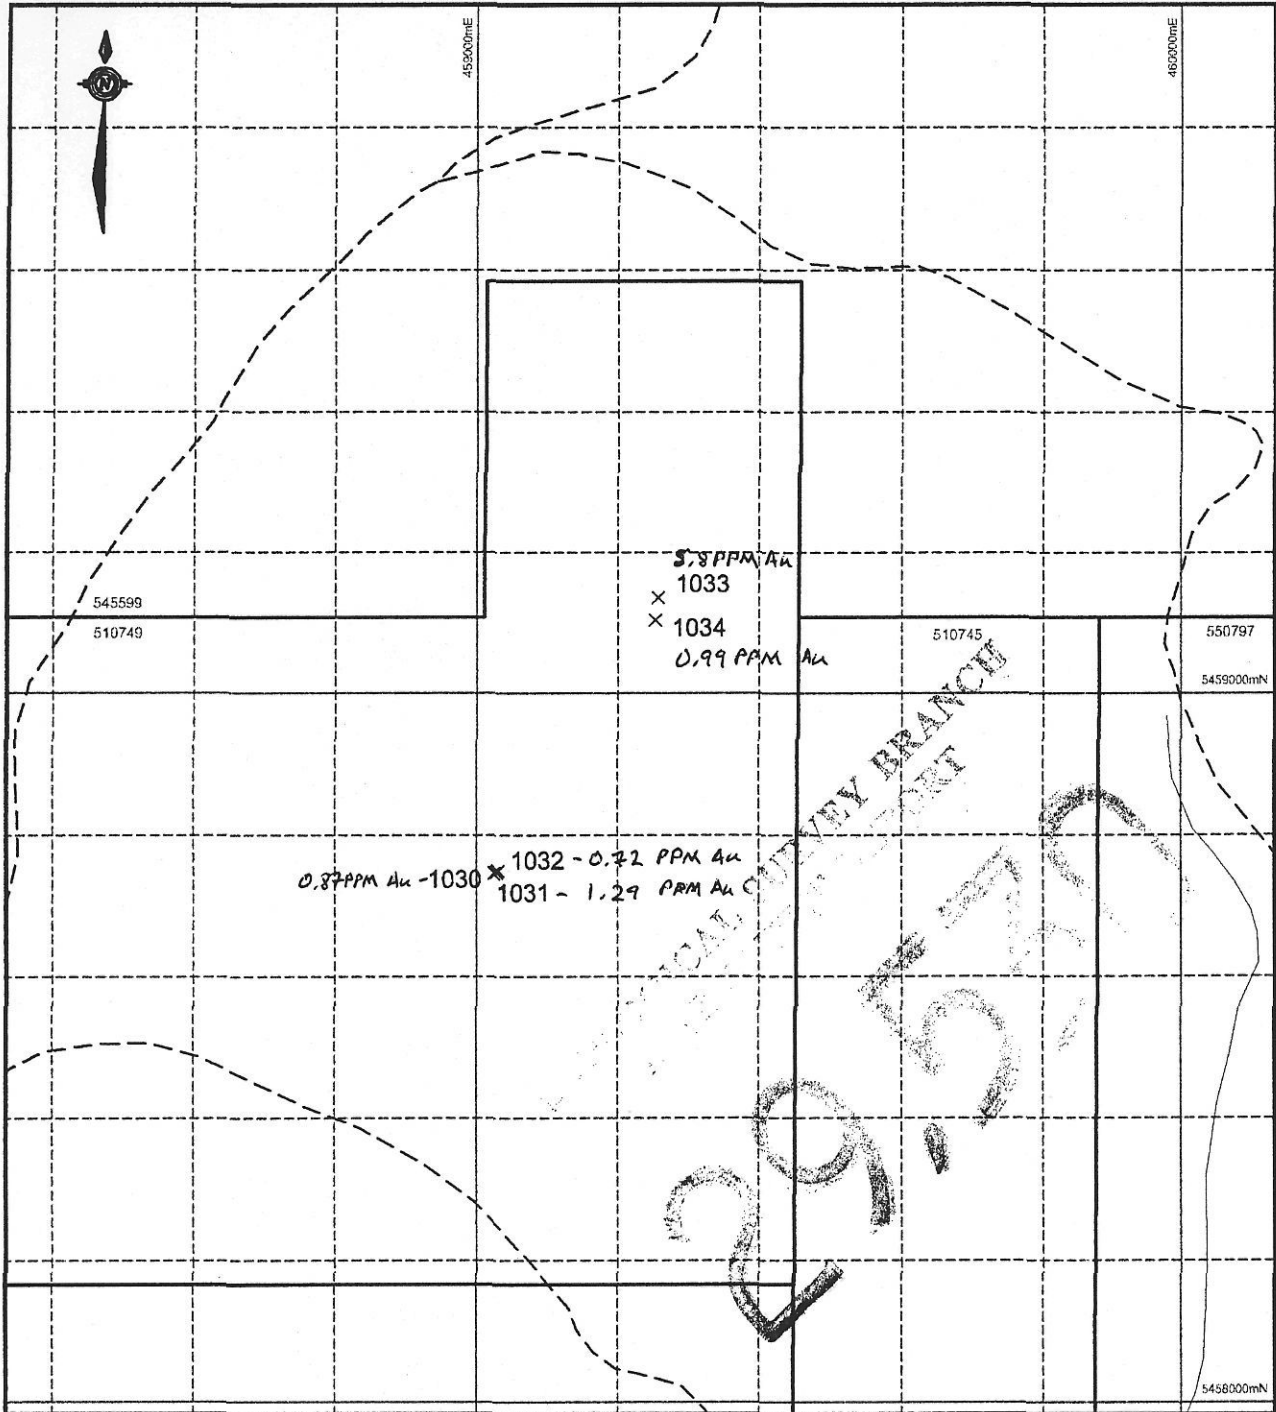 459000mE
460000mE
N
5.8 PPM Au
1033
1034
0.99 PPM Au
545599
510749
510745
550797
5459000mN
1032 - 0.72 PPM Au
0.87 PPM Au - 1030
1031 - 1.29 PPM Au
SURVEY BRANCH
REPORT
5458000mN